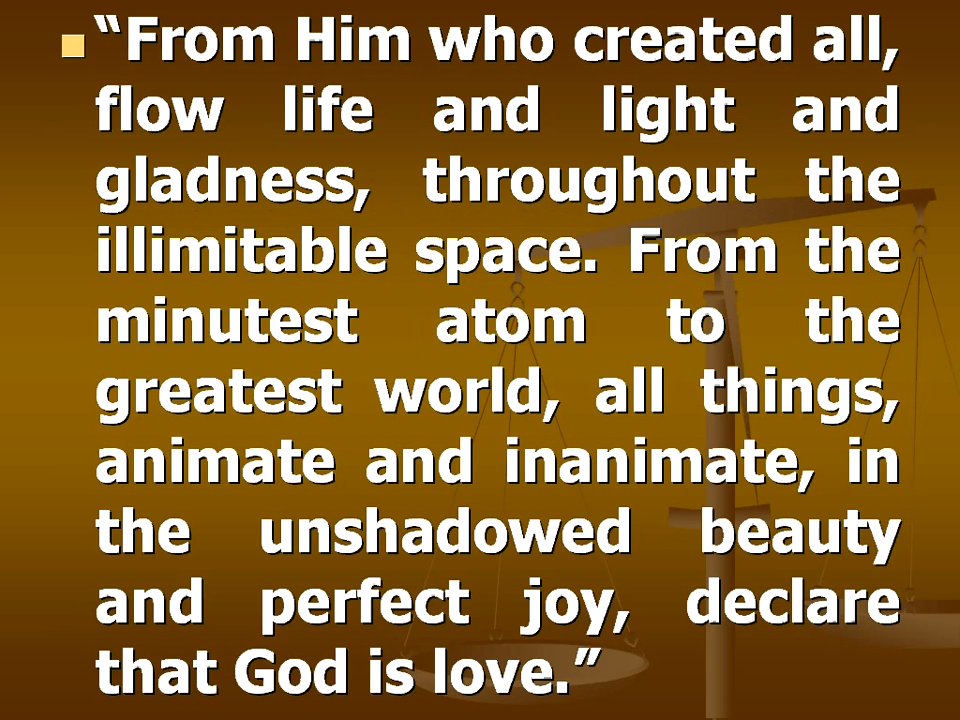 “From Him who created all,
flow life and light and
gladness, throughout the
illimitable space. From the
minutest atom to the
greatest world, all things,
animate and inanimate, in
the unshadowed beauty
and perfect joy, declare
that God is love.”